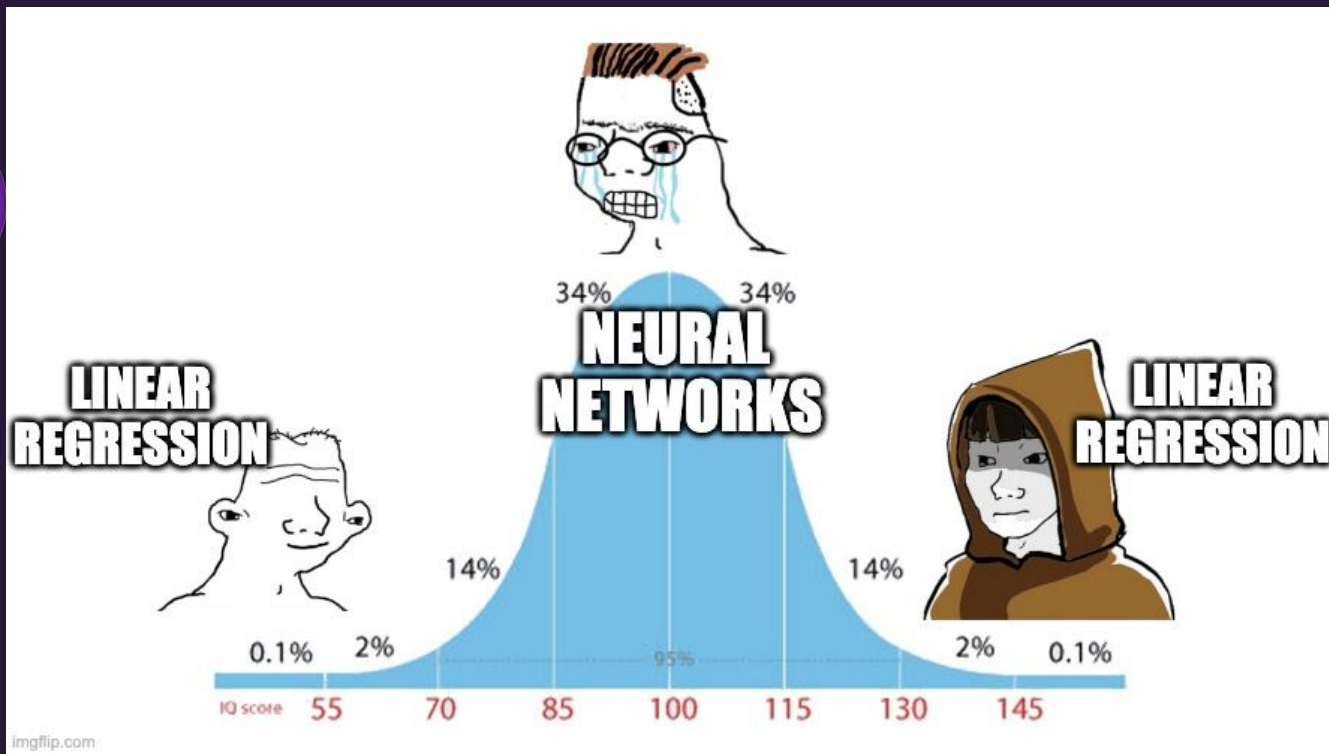 34%
34%
NEURAL
NETWORKS
LINEAR
REGRESSION
LINEAR
REGRESSION
14%
14%
0.1%
2%
95%
2%
0.1%
IQ score 55 70 85 100 115 130 145
imgflip.com